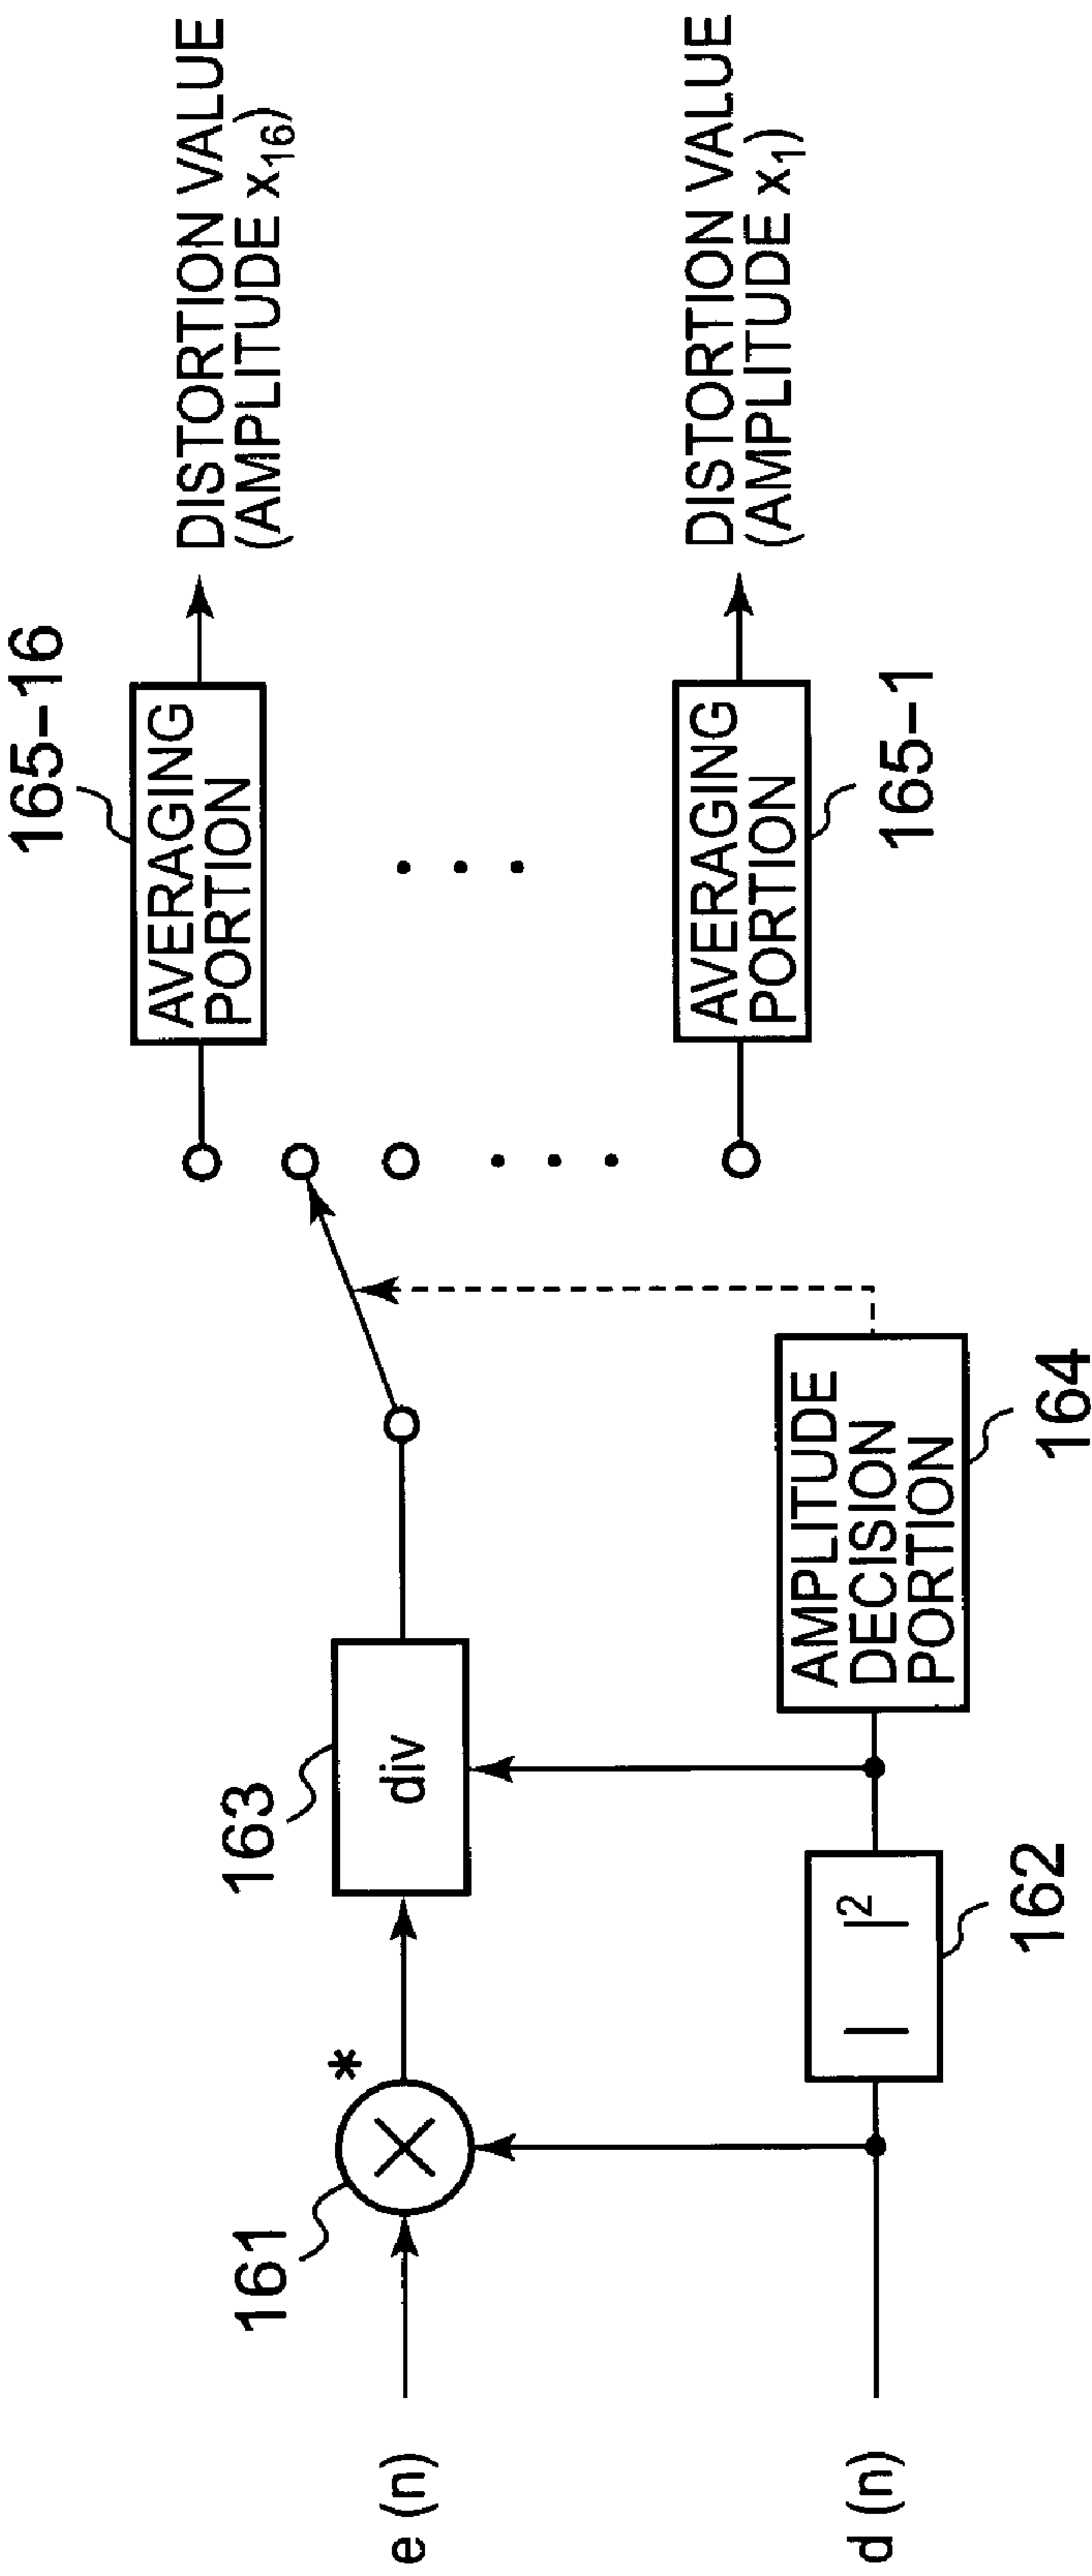 e (n)
d (n)
161
*
163
div
| |²
162
AMPLITUDE
DECISION
PORTION
164
165–16
AVERAGING
PORTION
DISTORTION VALUE
(AMPLITUDE x₁₆)
AVERAGING
PORTION
165–1
DISTORTION VALUE
(AMPLITUDE x₁)